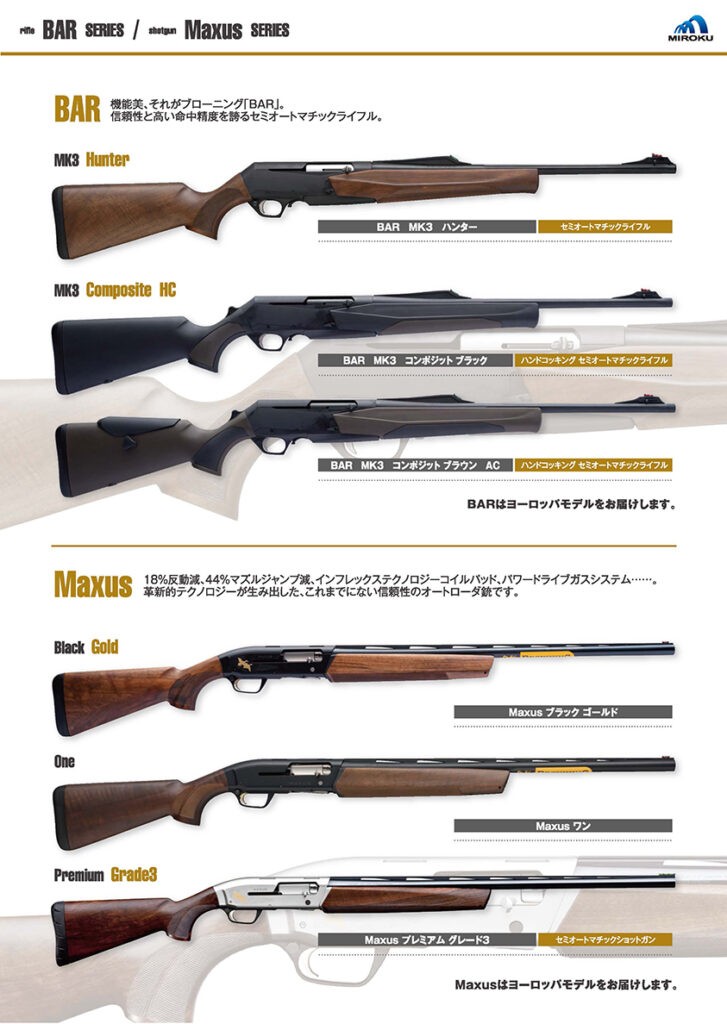 rifle BAR SERIES / shotgun Maxus SERIES
MIROKU
BAR
機能美、それがブローニング「BAR」。
信頼性と高い命中精度を誇るセミオートマチックライフル。
MK3 Hunter
BAR MK3 ハンター セミオートマチックライフル
MK3 Composite HC
BAR MK3 コンポジット ブラック ハンドコッキング セミオートマチックライフル
BAR MK3 コンポジット ブラウン AC ハンドコッキング セミオートマチックライフル
BARはヨーロッパモデルをお届けします。
Maxus
18%反動減、44%マズルジャンプ減、インフレックステクノロジーコイルパッド、パワードライブガスシステム……。
革新的テクノロジーが生み出した、これまでにない信頼性のオートローダ銃です。
Black Gold
Maxus ブラック ゴールド
One
Maxus ワン
Premium Grade3
Maxus プレミアム グレード3 セミオートマチックショットガン
Maxusはヨーロッパモデルをお届けします。